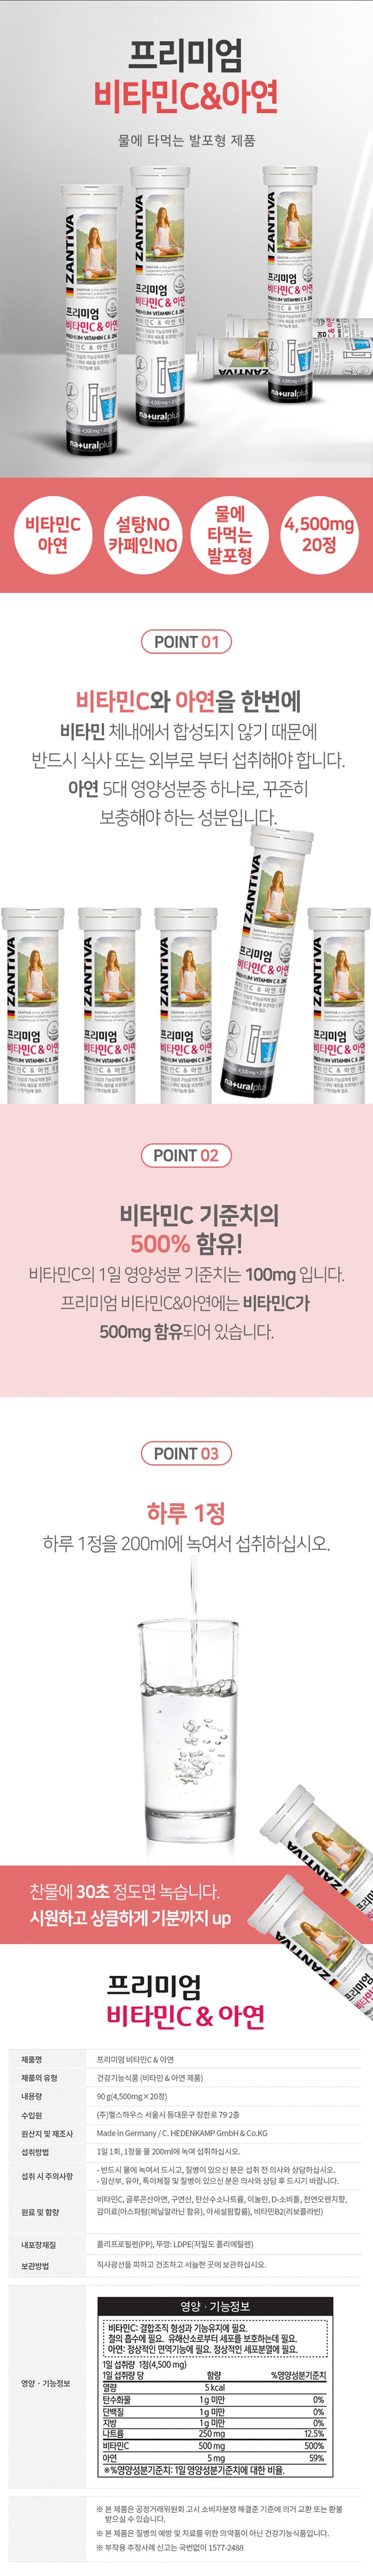 프리미엄
비타민C&아연
물에 타먹는 발포형 제품
ZANTIVA
프리미엄
비타민C & 아연
PREMIUM VITAMIN C & ZINC
na+uralplus
비타민C
아연
설탕NO
카페인NO
물에
타먹는
발포형
4,500mg
20정
POINT 01
비타민C와 아연을 한번에
비타민 체내에서 합성되지 않기 때문에
반드시 식사 또는 외부로 부터 섭취해야 합니다.
아연 5대 영양성분중 하나로, 꾸준히
보충해야 하는 성분입니다.
ZANTIVA
프리미엄
비타민C & 아연
na+uralplus
POINT 02
비타민C 기준치의
500% 함유!
비타민C의 1일 영양성분 기준치는 100mg 입니다.
프리미엄 비타민C&아연에는 비타민C가
500mg 함유되어 있습니다.
POINT 03
하루 1정
하루 1정을 200ml에 녹여서 섭취하십시오.
찬물에 30초 정도면 녹습니다.
시원하고 상큼하게 기분까지 up
ZANTIVA
프리미엄
비타민C & 아연
제품명 프리미엄 비타민C & 아연
제품의 유형 건강기능식품 (비타민 & 아연 제품)
내용량 90 g(4,500mg × 20정)
수입원 (주)헬스하우스 서울시 동대문구 장한로 79 2층
원산지 및 제조사 Made in Germany / C. HEDENKAMP GmbH & Co.KG
섭취방법 1일 1회, 1정을 물 200ml에 녹여 섭취하십시오.
섭취 시 주의사항 - 반드시 물에 녹여서 드시고, 질병이 있으신 분은 섭취 전 의사와 상담하십시오.
- 임산부, 유아, 특이체질 및 질병이 있으신 분은 의사와 상담 후 드시기 바랍니다.
원료 및 함량 비타민C, 글루콘산아연, 구연산, 탄산수소나트륨, 이눌린, D-소비톨, 천연오렌지향,
감미료(아스파탐(페닐알라닌 함유), 아세설팜칼륨), 비타민B2(리보플라빈)
내포장재질 폴리프로필렌(PP), 뚜껑: LDPE(저밀도 폴리에틸렌)
보관방법 직사광선을 피하고 건조하고 서늘한 곳에 보관하십시오.
영양 · 기능정보
영양 · 기능정보
비타민C: 결합조직 형성과 기능유지에 필요.
철의 흡수에 필요. 유해산소로부터 세포를 보호하는데 필요.
아연: 정상적인 면역기능에 필요. 정상적인 세포분열에 필요.
1일 섭취량 1정(4,500 mg)
1일 섭취량 당 함량 %영양성분기준치
열량 5 kcal
탄수화물 1g 미만 0%
단백질 1g 미만 0%
지방 1g 미만 0%
나트륨 250 mg 12.5%
비타민C 500 mg 500%
아연 5 mg 59%
※%영양성분기준치: 1일 영양성분기준치에 대한 비율.
※ 본 제품은 공정거래위원회 고시 소비자분쟁 해결준 기준에 의거 교환 또는 환불
받으실 수 있습니다.
※ 본 제품은 질병의 예방 및 치료를 위한 의약품이 아닌 건강기능식품입니다.
※ 부작용 추정사례 신고는 국번없이 1577-2488